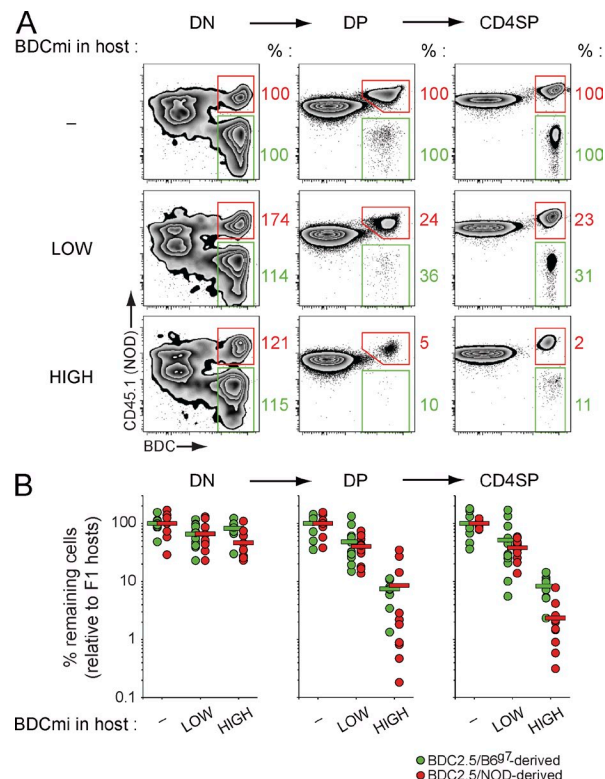 A
DN → DP → CD4SP
BDCmi in host : % : % : % :
– 100 100 100
100 100 100
LOW 174 24 23
114 36 31
HIGH 121 5 2
115 10 11
CD45.1 (NOD)
BDC
B
DN → DP → CD4SP
% remaining cells
(relative to F1 hosts)
100
10
1
0.1
BDCmi in host : – LOW HIGH – LOW HIGH – LOW HIGH
BDC2.5/B6g7-derived
BDC2.5/NOD-derived